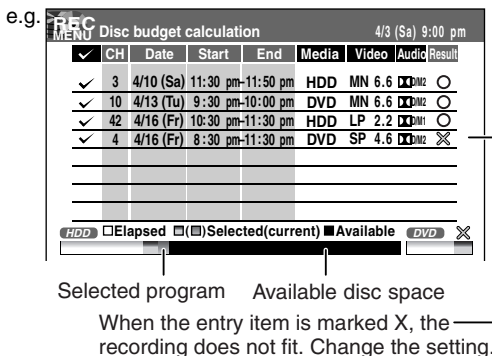 e.g.
REC MENU Disc budget calculation 4/3 (Sa) 9:00 pm
CH Date Start End Media Video Audio Result
3 4/10 (Sa) 11:30 pm-11:50 pm HDD MN 6.6 D/M2
10 4/13 (Tu) 9:30 pm-10:00 pm DVD MN 6.6 D/M2
42 4/16 (Fr) 10:30 pm-11:30 pm HDD LP 2.2 D/M1
4 4/16 (Fr) 8:30 pm-11:30 pm DVD SP 4.6 D/M2
HDD Elapsed ( )Selected(current) Available DVD
Selected program Available disc space
When the entry item is marked X, the
recording does not fit. Change the setting.